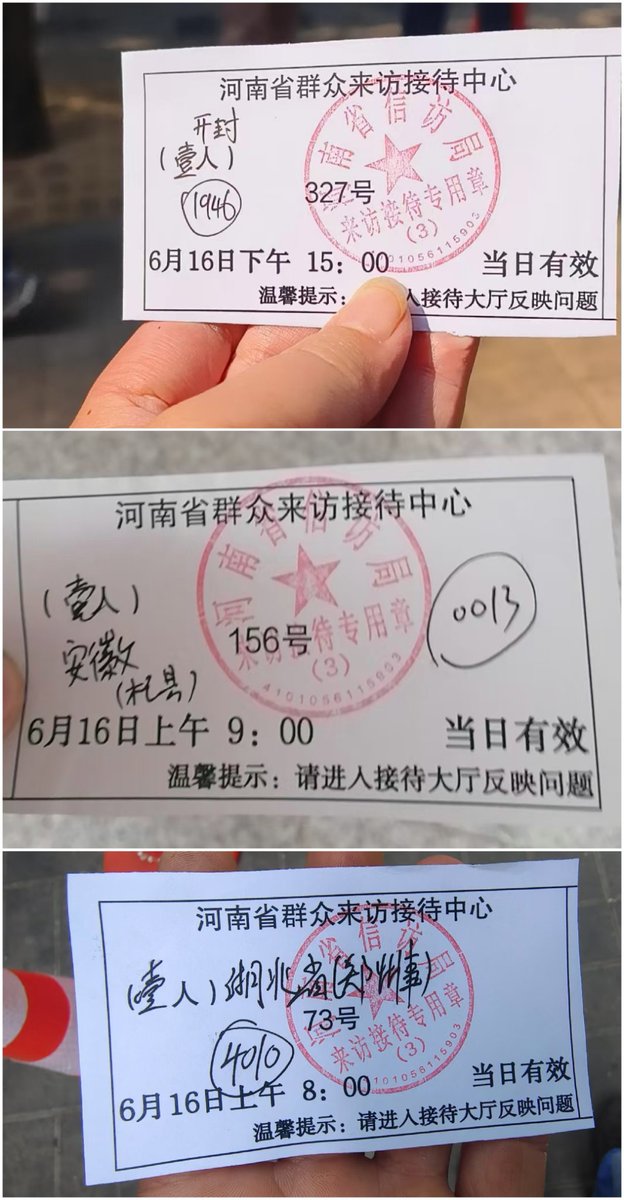 河南省群众来访接待中心
开封
(壹人)
1946
327号
河南省信访局
来访接待专用章
(3)
4101056115903
6月16日下午 15：00 当日有效
温馨提示： 入接待大厅反映问题
河南省群众来访接待中心
(壹人)
安徽
(杞县)
156号
0013
河南省信访局
来访接待专用章
(3)
4101056115903
6月16日上午 9：00 当日有效
温馨提示：请进入接待大厅反映问题
河南省群众来访接待中心
(壹人)湖北省(郑州事)
73号
4010
河南省信访局
来访接待专用章
(3)
4101056115903
6月16日上午 8：00 当日有效
温馨提示：请进入接待大厅反映问题